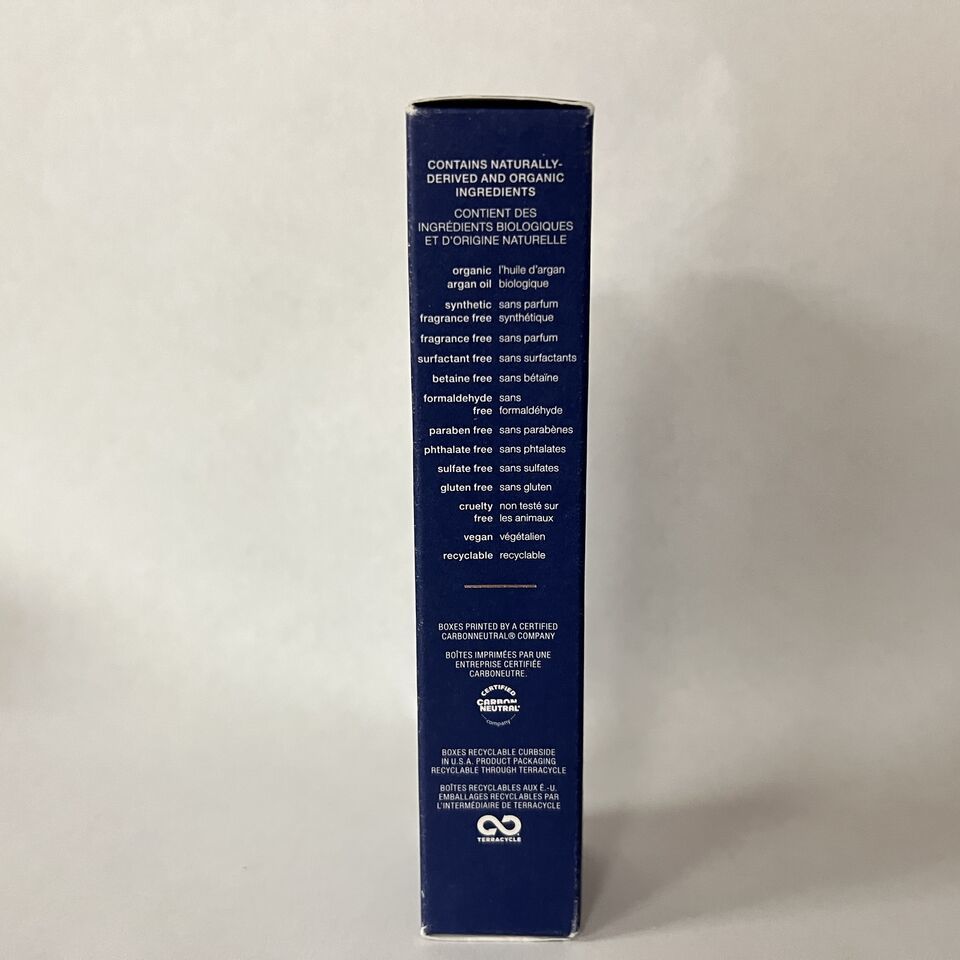 CONTAINS NATURALLY-
DERIVED AND ORGANIC
INGREDIENTS
CONTIENT DES
INGRÉDIENTS BIOLOGIQUES
ET D'ORIGINE NATURELLE
organic l'huile d'argan
argan oil biologique
synthetic sans parfum
fragrance free synthétique
fragrance free sans parfum
surfactant free sans surfactants
betaine free sans bétaïne
formaldehyde sans
free formaldéhyde
paraben free sans parabènes
phthalate free sans phtalates
sulfate free sans sulfates
gluten free sans gluten
cruelty non testé sur
free les animaux
vegan végétalien
recyclable recyclable
BOXES PRINTED BY A CERTIFIED
CARBONNEUTRAL® COMPANY
BOÎTES IMPRIMÉES PAR UNE
ENTREPRISE CERTIFIÉE
CARBONEUTRE.
CERTIFIED
CARBON
NEUTRAL®
company
BOXES RECYCLABLE CURBSIDE
IN U.S.A. PRODUCT PACKAGING
RECYCLABLE THROUGH TERRACYCLE
BOÎTES RECYCLABLES AUX É.-U.
EMBALLAGES RECYCLABLES PAR
L'INTERMÉDIAIRE DE TERRACYCLE
TERRACYCLE